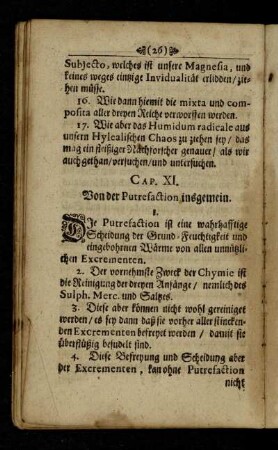 (26)
Subjecto, welches ist unsere Magnesia, und
keines weges eintzige Invidualität erlidden/zie-
hen müsse.
16. Wie dann hiemit die mixta und com-
posita aller dreyen Reiche verworffen werden.
17. Wie aber das Humidum radicale aus
unsern Hylealischen Chaos zu ziehen sey/ das
mag ein fleißiger Nachforscher genauer/ als wir
auch gethan/versuchen/und untersuchen.
CAP. XI.
Von der Putrefaction insgemein.
1.
DJe Putrefaction ist eine wahrhafftige
Scheidung der Grund-Feuchtigkeit und
eingebohrnen Wärme von allen unnützli-
chen Excrementen.
2. Der vornehmste Zweck der Chymie ist
die Reinigung der dreyen Anfänge/ nemlich des
Sulph. Merc. und Saltzes.
3. Diese aber können nicht wohl gereiniget
werden/ es sey dann daß sie vorher aller stincken-
den Excrementen befreyet werden/ damit sie
überflüßig besudelt sind.
4. Diese Befreyung und Scheidung aber
der Excrementen, kan ohne Putrefaction
nicht